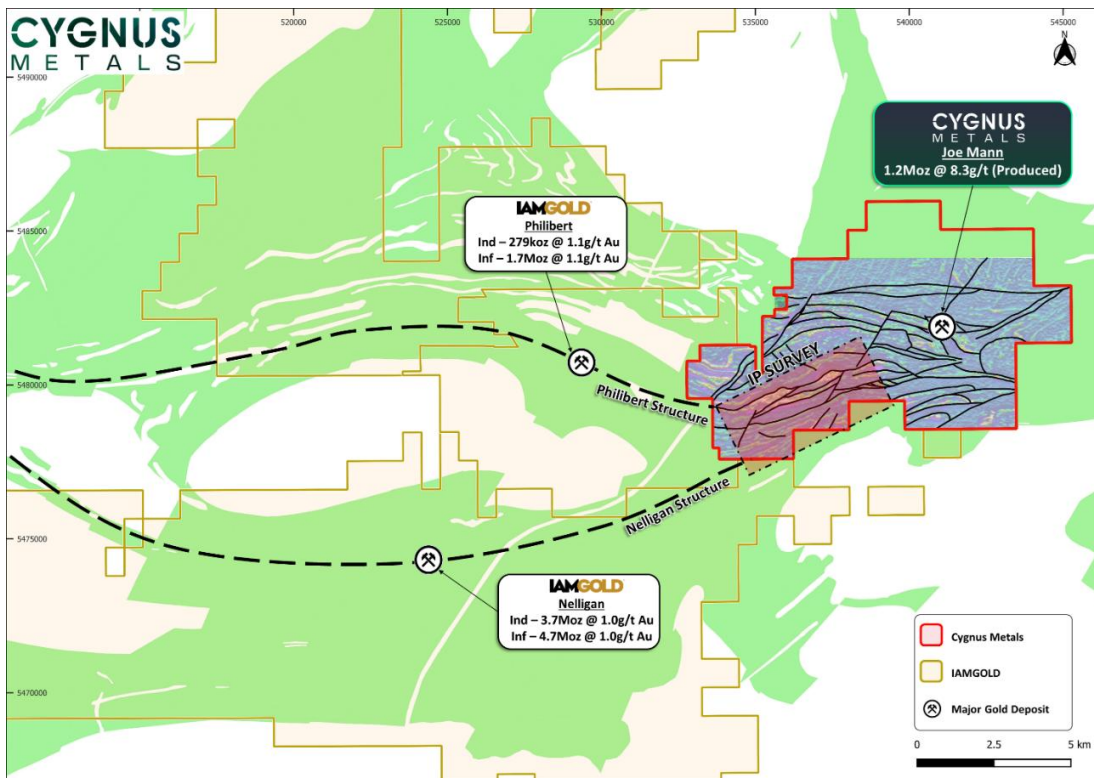 CYGNUS
METALS
520000
525000
530000
535000
540000
545000
N
5490000
5485000
5480000
5475000
5470000
CYGNUS
METALS
Joe Mann
1.2Moz @ 8.3g/t (Produced)
IAMGOLD
Philibert
Ind – 279koz @ 1.1g/t Au
Inf – 1.7Moz @ 1.1g/t Au
IP SURVEY
Philibert Structure
Nelligan Structure
IAMGOLD
Nelligan
Ind – 3.7Moz @ 1.0g/t Au
Inf – 4.7Moz @ 1.0g/t Au
Cygnus Metals
IAMGOLD
Major Gold Deposit
0 2.5 5 km